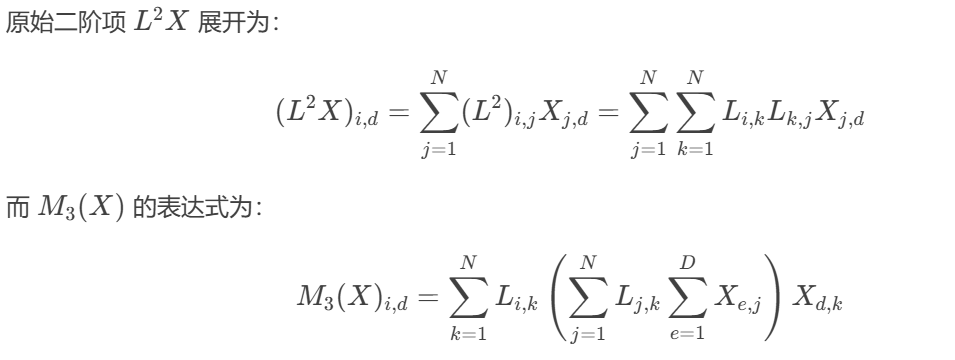 原始二阶项 $L^2X$ 展开为：
$$(L^2X)_{i,d} = \sum_{j=1}^{N} (L^2)_{i,j} X_{j,d} = \sum_{j=1}^{N} \sum_{k=1}^{N} L_{i,k} L_{k,j} X_{j,d}$$
而 $M_3(X)$ 的表达式为：
$$M_3(X)_{i,d} = \sum_{k=1}^{N} L_{i,k} \left( \sum_{j=1}^{N} L_{j,k} \sum_{e=1}^{D} X_{e,j} \right) X_{d,k}$$